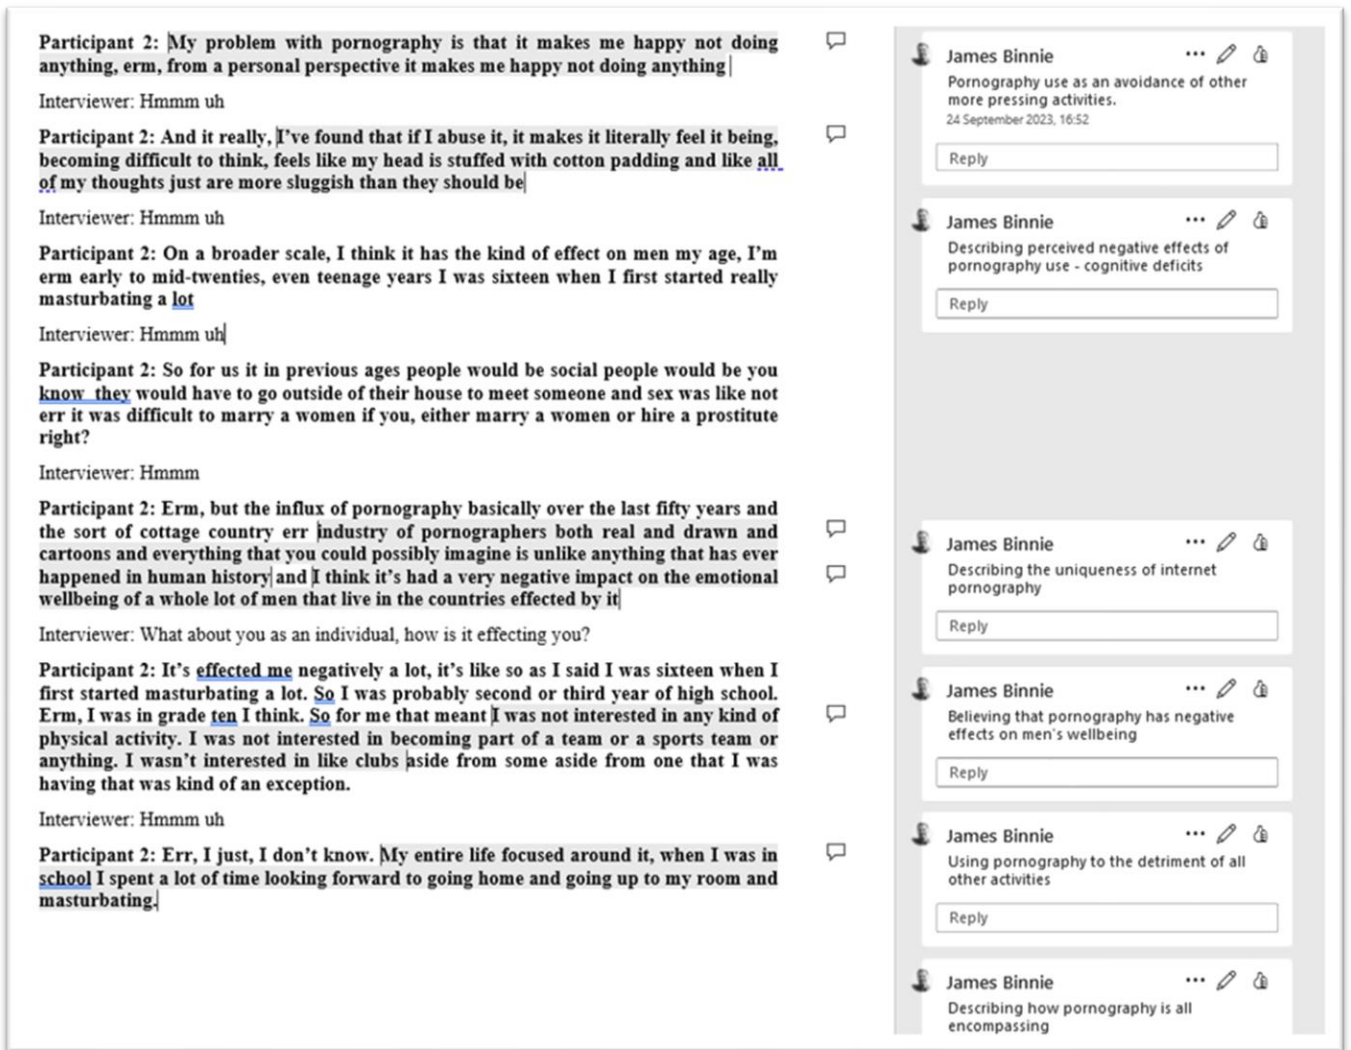 Participant 2: My problem with pornography is that it makes me happy not doing
anything, erm, from a personal perspective it makes me happy not doing anything
Interviewer: Hmmm uh
Participant 2: And it really, I've found that if I abuse it, it makes it literally feel it being,
becoming difficult to think, feels like my head is stuffed with cotton padding and like all
of my thoughts just are more sluggish than they should be
Interviewer: Hmmm uh
Participant 2: On a broader scale, I think it has the kind of effect on men my age, I'm
erm early to mid-twenties, even teenage years I was sixteen when I first started really
masturbating a lot
Interviewer: Hmmm uh
Participant 2: So for us it in previous ages people would be social people would be you
know they would have to go outside of their house to meet someone and sex was like not
err it was difficult to marry a women if you, either marry a women or hire a prostitute
right?
Interviewer: Hmmm
Participant 2: Erm, but the influx of pornography basically over the last fifty years and
the sort of cottage country err industry of pornographers both real and drawn and
cartoons and everything that you could possibly imagine is unlike anything that has ever
happened in human history and I think it's had a very negative impact on the emotional
wellbeing of a whole lot of men that live in the countries effected by it
Interviewer: What about you as an individual, how is it effecting you?
Participant 2: It's effected me negatively a lot, it's like so as I said I was sixteen when I
first started masturbating a lot. So I was probably second or third year of high school.
Erm, I was in grade ten I think. So for me that meant I was not interested in any kind of
physical activity. I was not interested in becoming part of a team or a sports team or
anything. I wasn't interested in like clubs aside from some aside from one that I was
having that was kind of an exception.
Interviewer: Hmmm uh
Participant 2: Err, I just, I don't know. My entire life focused around it, when I was in
school I spent a lot of time looking forward to going home and going up to my room and
masturbating.
James Binnie
Pornography use as an avoidance of other
more pressing activities.
24 September 2023, 16:52
Reply
James Binnie
Describing perceived negative effects of
pornography use - cognitive deficits
Reply
James Binnie
Describing the uniqueness of internet
pornography
Reply
James Binnie
Believing that pornography has negative
effects on men's wellbeing
Reply
James Binnie
Using pornography to the detriment of all
other activities
Reply
James Binnie
Describing how pornography is all
encompassing